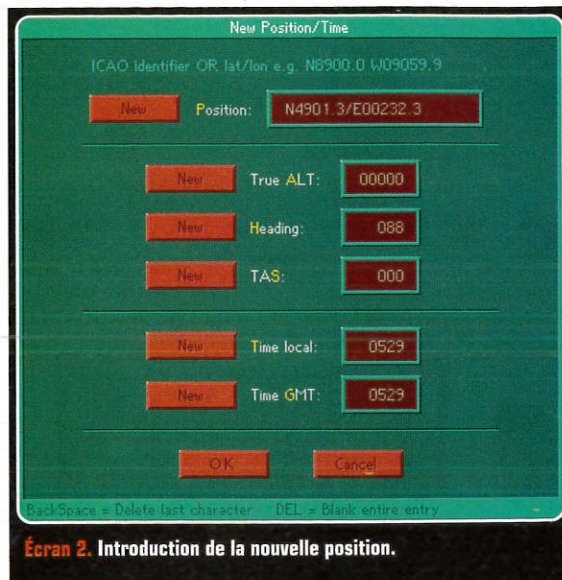 New Position/Time
ICAO identifier OR lat/lon e.g. N8900.0 W09059.9
New Position: N4901.3/E00232.3
New True ALT: 00000
New Heading: 088
New TAS: 000
New Time local: 0529
New Time GMT: 0529
OK Cancel
BackSpace = Delete last character DEL = Blank entire entry
Écran 2. Introduction de la nouvelle position.